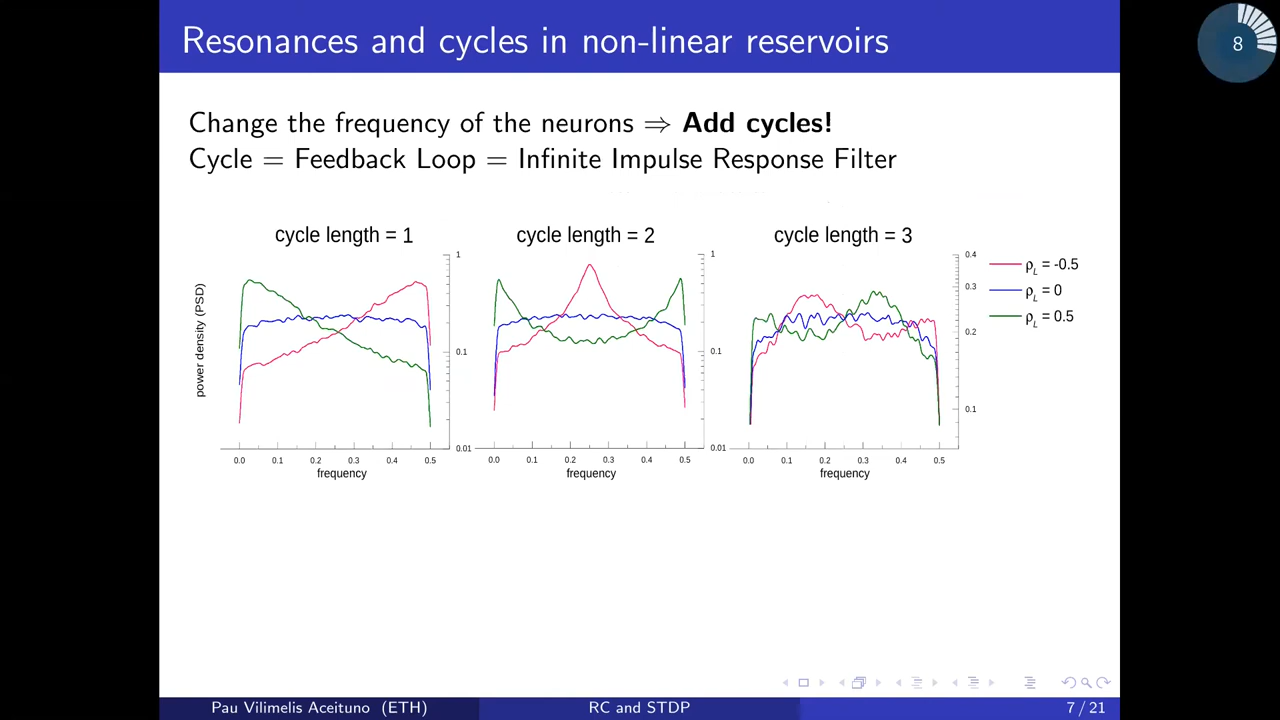 Resonances and cycles in non-linear reservoirs
8
Change the frequency of the neurons ⇒ Add cycles!
Cycle = Feedback Loop = Infinite Impulse Response Filter
cycle length = 1
cycle length = 2
cycle length = 3
power density (PSD)
1
0.1
0.01
1
0.1
0.01
0.4
0.3
0.2
0.1
ρL = -0.5
ρL = 0
ρL = 0.5
0.0 0.1 0.2 0.3 0.4 0.5
frequency
0.0 0.1 0.2 0.3 0.4 0.5
frequency
0.0 0.1 0.2 0.3 0.4 0.5
frequency
Pau Vilimelis Aceituno (ETH)
RC and STDP
7 / 21